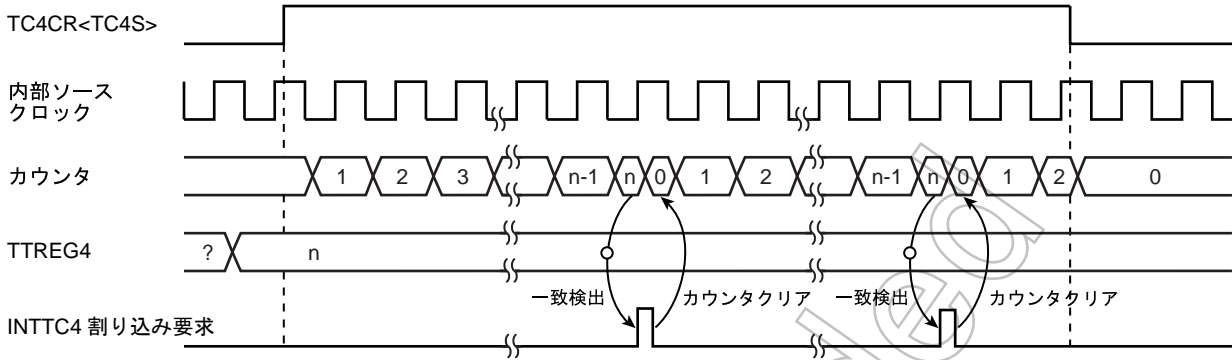 TC4CR<TC4S>
内部ソース
クロック
カウンタ
1 2 3 n-1 n 0 1 2 n-1 n 0 1 2 0
TTREG4
? n
一致検出 カウンタクリア 一致検出 カウンタクリア
INTTC4 割り込み要求